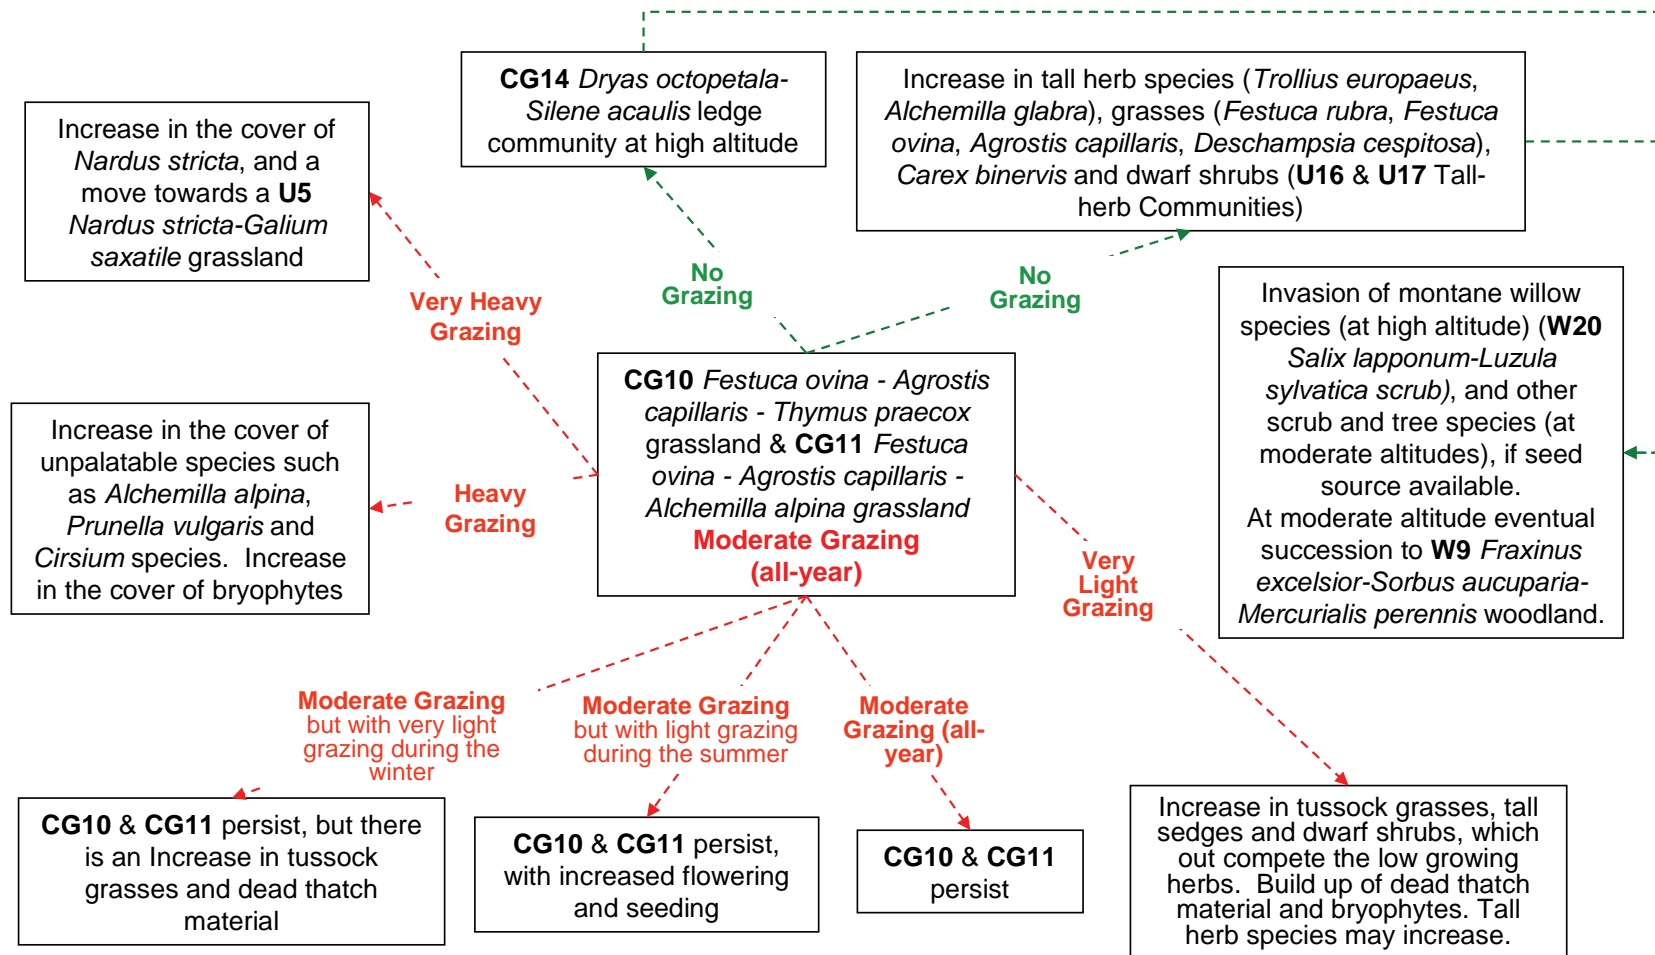 CG14 Dryas octopetala-
Silene acaulis ledge
community at high altitude
Increase in tall herb species (Trollius europaeus,
Alchemilla glabra), grasses (Festuca rubra, Festuca
ovina, Agrostis capillaris, Deschampsia cespitosa),
Carex binervis and dwarf shrubs (U16 & U17 Tall-
herb Communities)
Increase in the cover of
Nardus stricta, and a
move towards a U5
Nardus stricta-Galium
saxatile grassland
No
Grazing
No
Grazing
Very Heavy
Grazing
Invasion of montane willow
species (at high altitude) (W20
Salix lapponum-Luzula
sylvatica scrub), and other
scrub and tree species (at
moderate altitudes), if seed
source available.
At moderate altitude eventual
succession to W9 Fraxinus
excelsior-Sorbus aucuparia-
Mercurialis perennis woodland.
CG10 Festuca ovina - Agrostis
capillaris - Thymus praecox
grassland & CG11 Festuca
ovina - Agrostis capillaris -
Alchemilla alpina grassland
Moderate Grazing
(all-year)
Increase in the cover of
unpalatable species such
as Alchemilla alpina,
Prunella vulgaris and
Cirsium species.  Increase
in the cover of bryophytes
Heavy
Grazing
Very
Light
Grazing
Moderate Grazing
but with very light
grazing during the
winter
Moderate Grazing
but with light grazing
during the summer
Moderate
Grazing (all-
year)
CG10 & CG11 persist, but there
is an Increase in tussock
grasses and dead thatch
material
CG10 & CG11 persist,
with increased flowering
and seeding
CG10 & CG11
persist
Increase in tussock grasses, tall
sedges and dwarf shrubs, which
out compete the low growing
herbs.  Build up of dead thatch
material and bryophytes. Tall
herb species may increase.